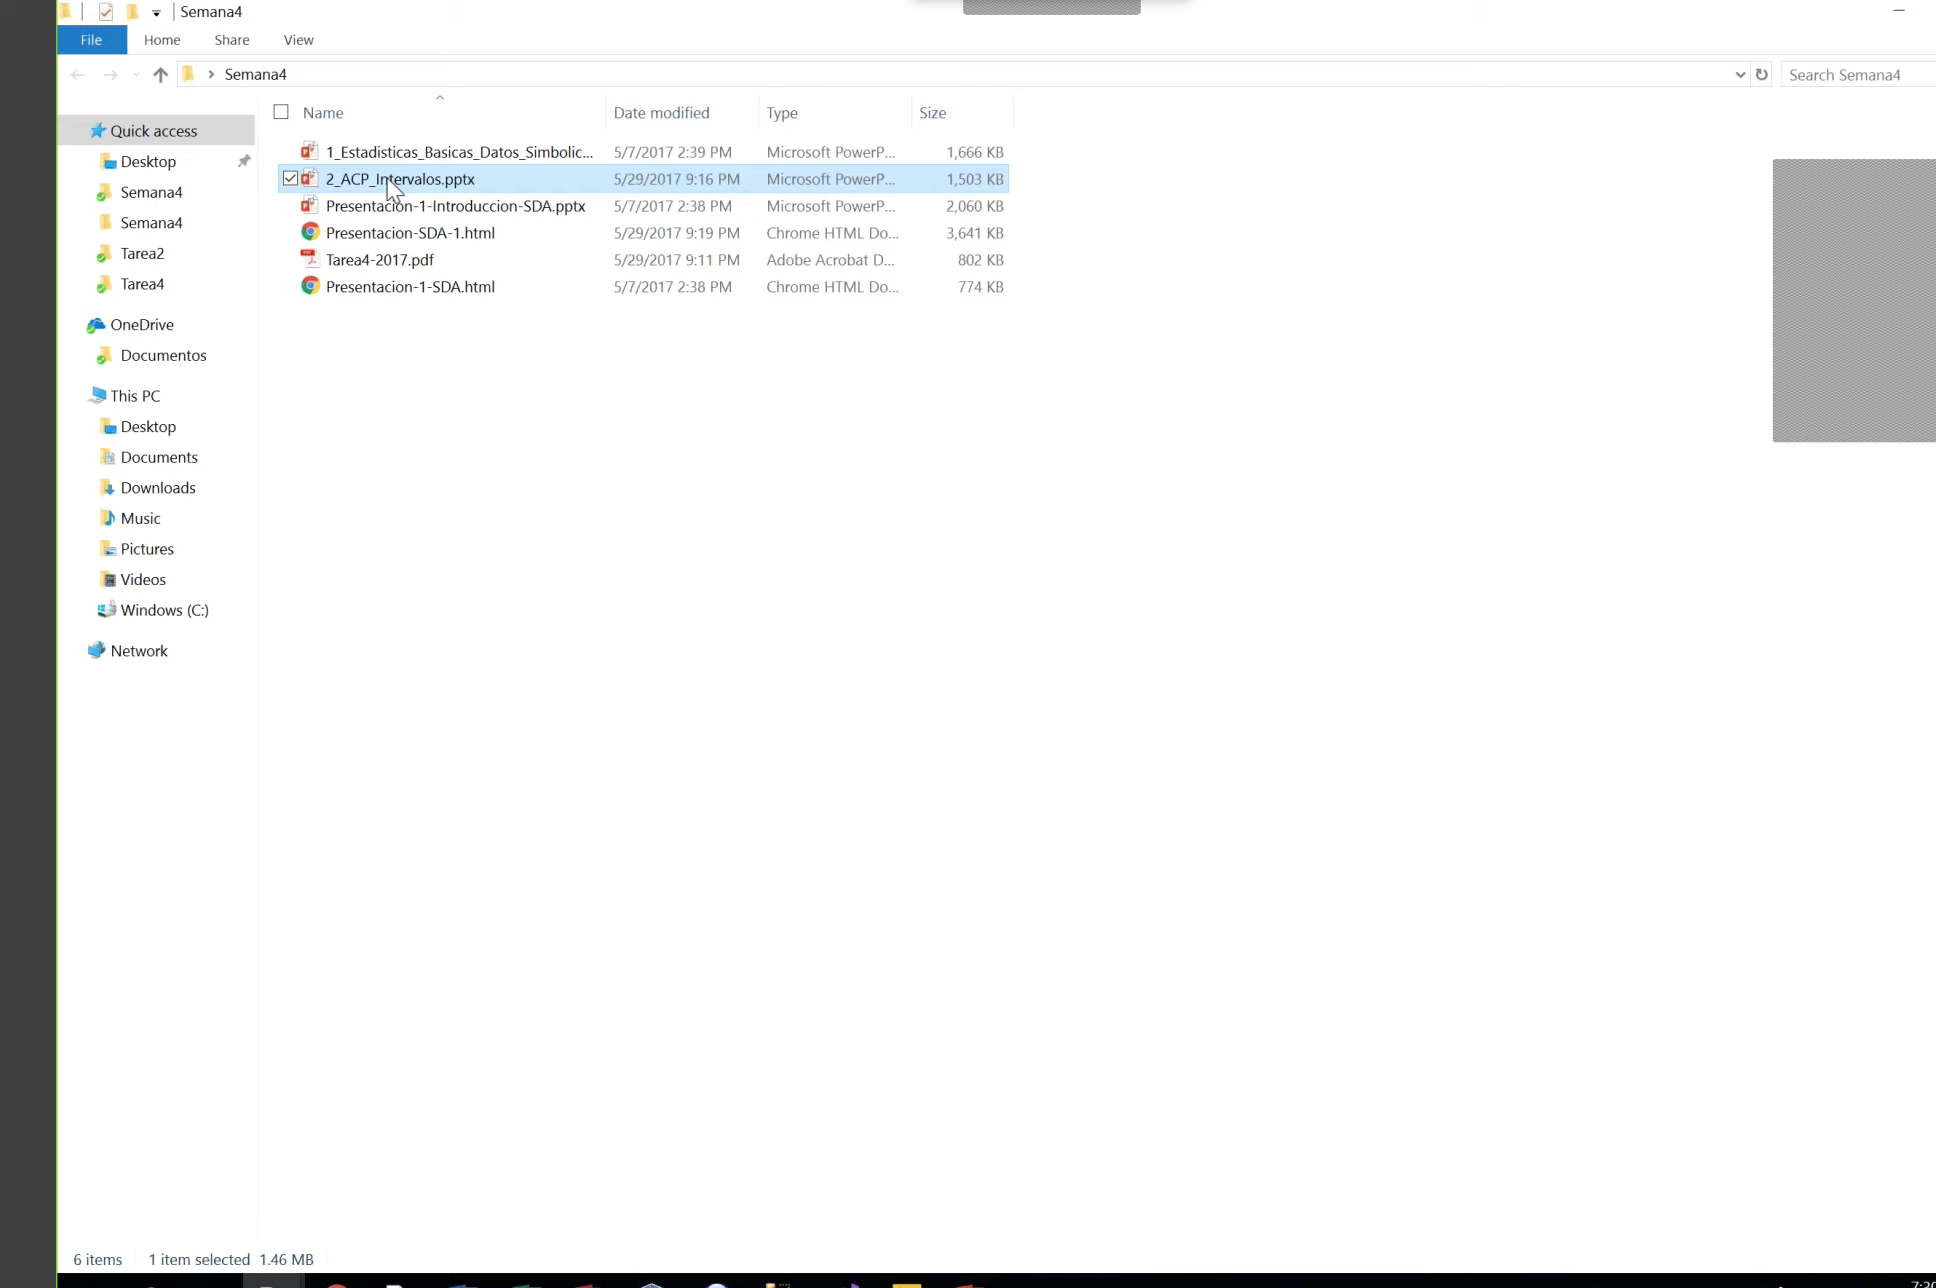 Semana4
File Home Share View
Semana4
Search Semana4
Name Date modified Type Size
Quick access
Desktop
Semana4
Semana4
Tarea2
Tarea4
OneDrive
Documentos
This PC
Desktop
Documents
Downloads
Music
Pictures
Videos
Windows (C:)
Network
1_Estadisticas_Basicas_Datos_Simbolic... 5/7/2017 2:39 PM Microsoft PowerP... 1,666 KB
2_ACP_Intervalos.pptx 5/29/2017 9:16 PM Microsoft PowerP... 1,503 KB
Presentacion-1-Introduccion-SDA.pptx 5/7/2017 2:38 PM Microsoft PowerP... 2,060 KB
Presentacion-SDA-1.html 5/29/2017 9:19 PM Chrome HTML Do... 3,641 KB
Tarea4-2017.pdf 5/29/2017 9:11 PM Adobe Acrobat D... 802 KB
Presentacion-1-SDA.html 5/7/2017 2:38 PM Chrome HTML Do... 774 KB
6 items 1 item selected 1.46 MB